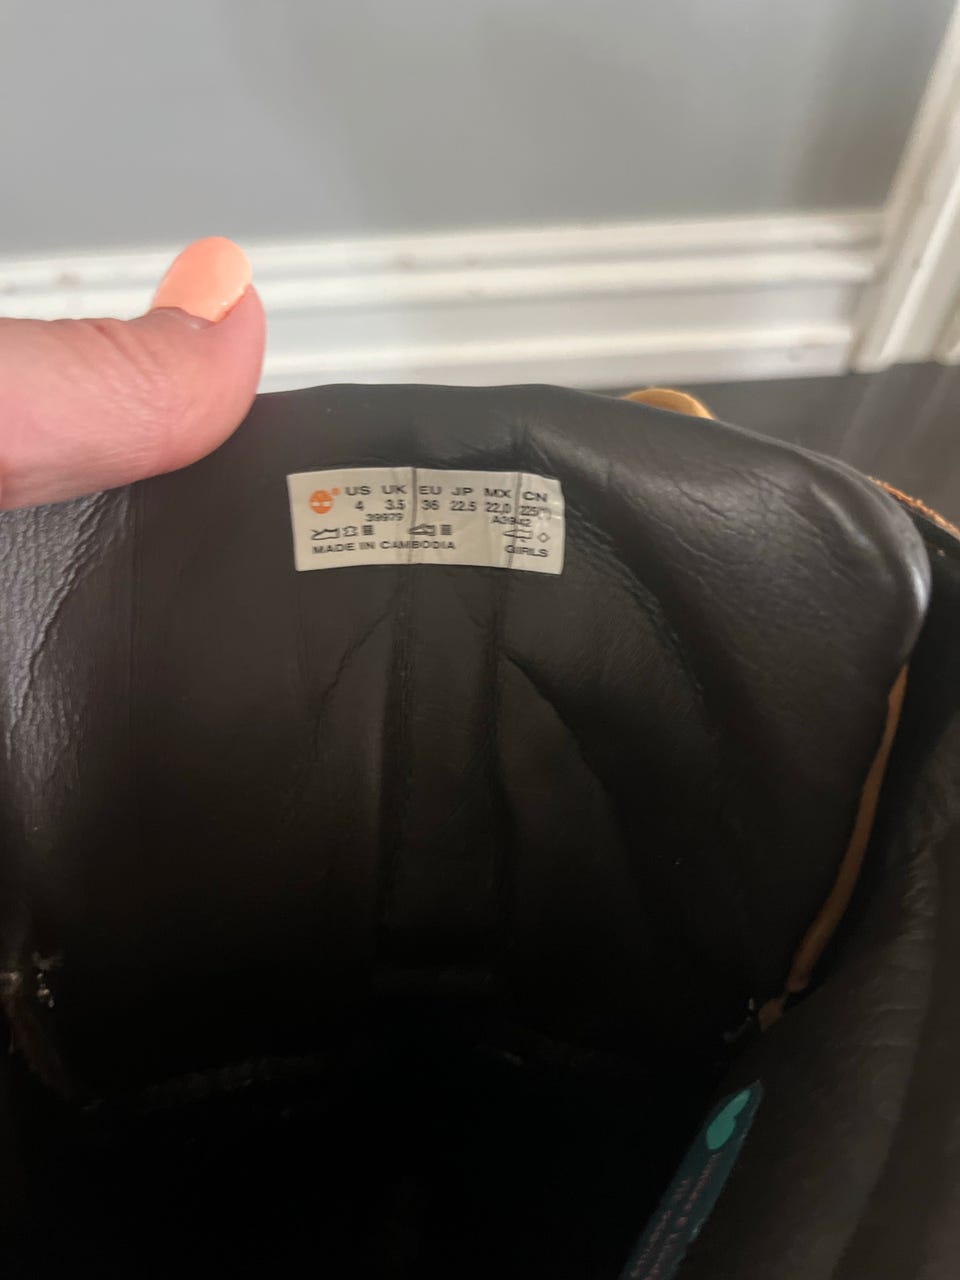 US UK EU JP MX CN
4 3.5 36 22.5 22.0 225(*)
39979 A3942
MADE IN CAMBODIA GIRLS